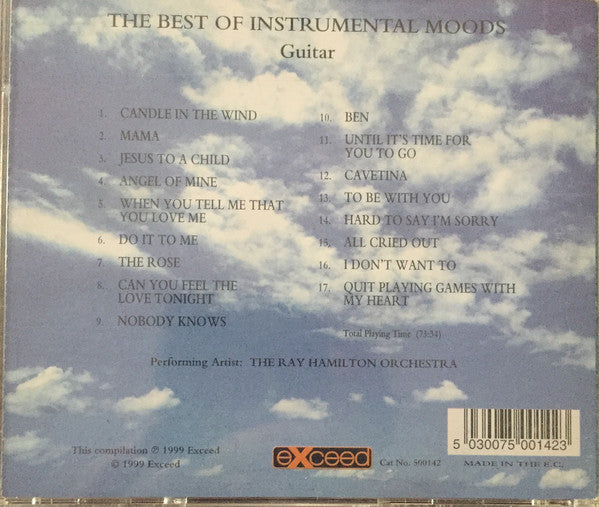 THE BEST OF INSTRUMENTAL MOODS
Guitar
1. CANDLE IN THE WIND
2. MAMA
3. JESUS TO A CHILD
4. ANGEL OF MINE
5. WHEN YOU TELL ME THAT
YOU LOVE ME
6. DO IT TO ME
7. THE ROSE
8. CAN YOU FEEL THE
LOVE TONIGHT
9. NOBODY KNOWS
10. BEN
11. UNTIL IT'S TIME FOR
YOU TO GO
12. CAVETINA
13. TO BE WITH YOU
14. HARD TO SAY I'M SORRY
15. ALL CRIED OUT
16. I DON'T WANT TO
17. QUIT PLAYING GAMES WITH
MY HEART
Total Playing Time (73:34)
Performing Artist: THE RAY HAMILTON ORCHESTRA
This compilation ℗ 1999 Exceed
© 1999 Exceed
exceed
Cat No. 500142
5 030075 001423
MADE IN THE E.C.